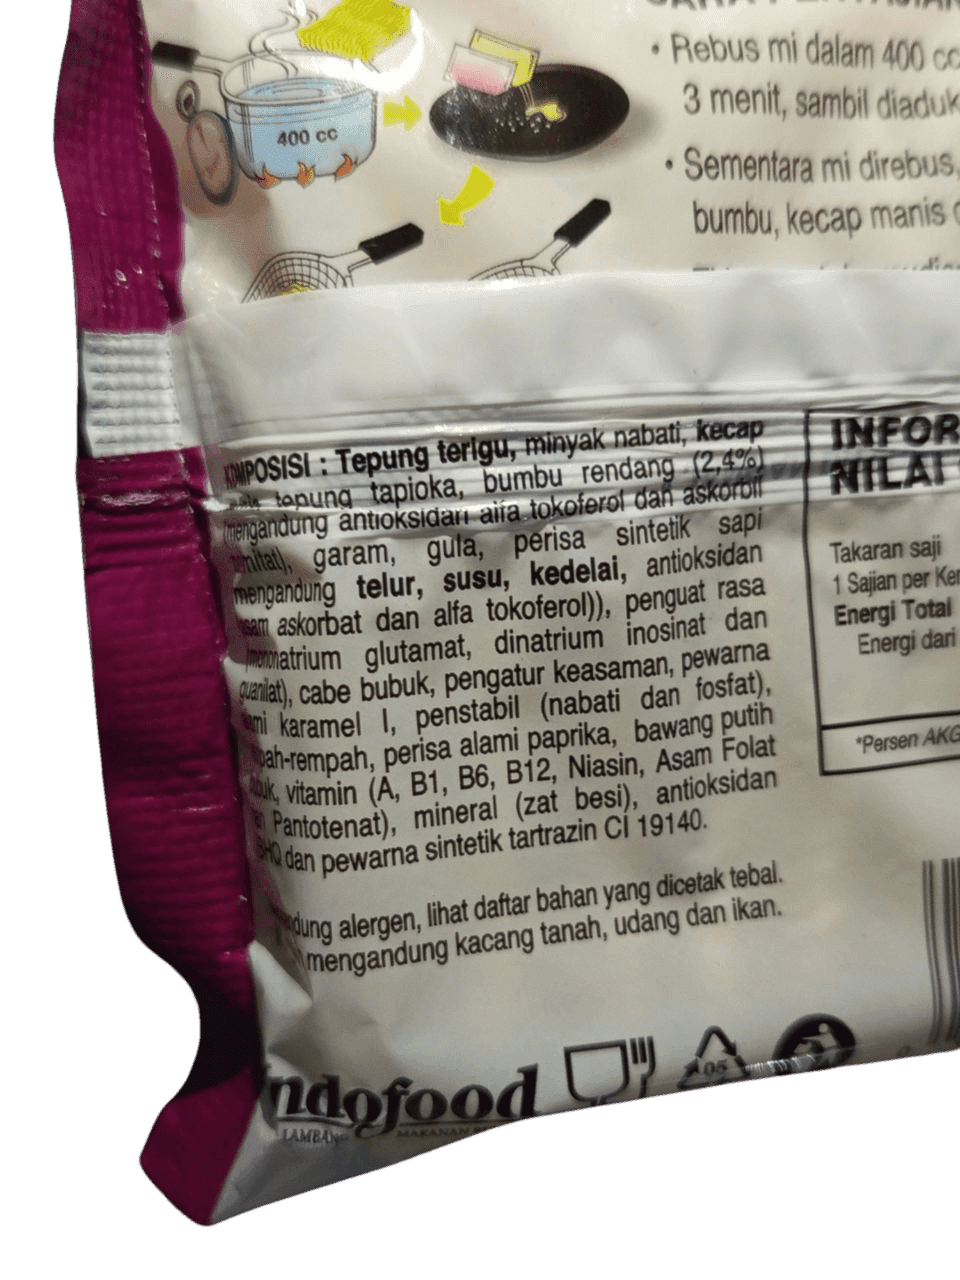 400 cc
• Rebus mi dalam 400 cc
3 menit, sambil diaduk
• Sementara mi direbus,
bumbu, kecap manis
KOMPOSISI : Tepung terigu, minyak nabati, kecap
tepung tapioka, bumbu rendang (2,4%)
(mengandung antioksidan alfa tokoferol dan askorbil
garam, gula, perisa sintetik sapi
mengandung telur, susu, kedelai, antioksidan
askorbat dan alfa tokoferol)), penguat rasa
mononatrium glutamat, dinatrium inosinat dan
guanilat), cabe bubuk, pengatur keasaman, pewarna
karamel I, penstabil (nabati dan fosfat),
perisa alami paprika, bawang putih
vitamin (A, B1, B6, B12, Niasin, Asam Folat
Pantotenat), mineral (zat besi), antioksidan
dan pewarna sintetik tartrazin CI 19140.
alergen, lihat daftar bahan yang dicetak tebal.
mengandung kacang tanah, udang dan ikan.
INFOR
NILAI
Takaran saji
1 Sajian per Ke
Energi Total
Energi dari
*Persen AKG
Indofood
LAMBANG MAKANAN
05